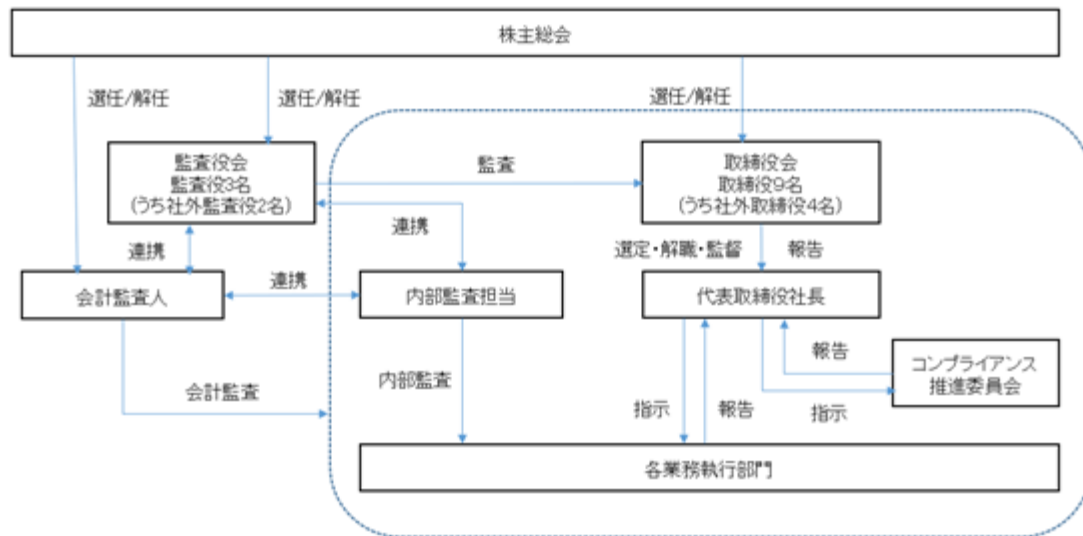 株主総会
選任/解任
選任/解任
選任/解任
監査役会
監査役3名
(うち社外監査役2名)
監査
取締役会
取締役9名
(うち社外取締役4名)
連携
連携
選定・解職・監督
報告
会計監査人
連携
内部監査担当
代表取締役社長
報告
コンプライアンス
推進委員会
内部監査
会計監査
指示
報告
指示
各業務執行部門